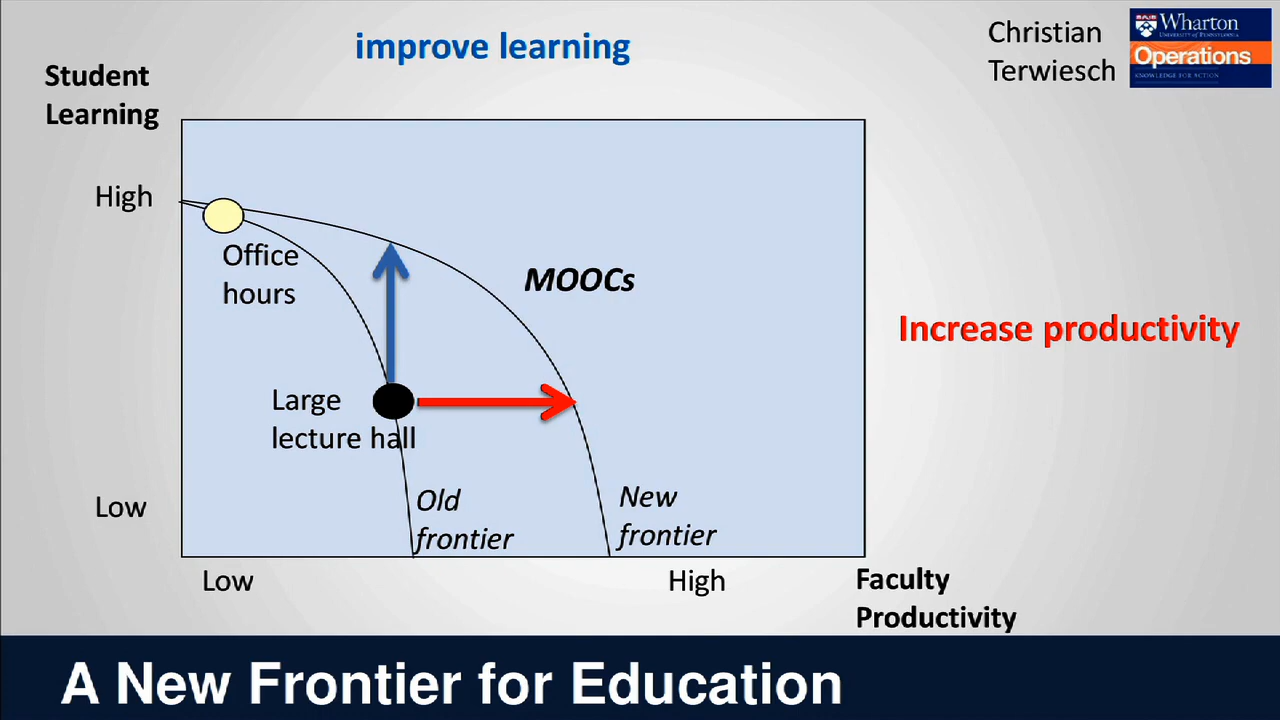 improve learning
Christian
Terwiesch
Wharton
UNIVERSITY of PENNSYLVANIA
Operations
KNOWLEDGE FOR ACTION
Student
Learning
High
Office
hours
MOOCs
Increase productivity
Large
lecture hall
Low
Old
frontier
New
frontier
Low
High
Faculty
Productivity
A New Frontier for Education